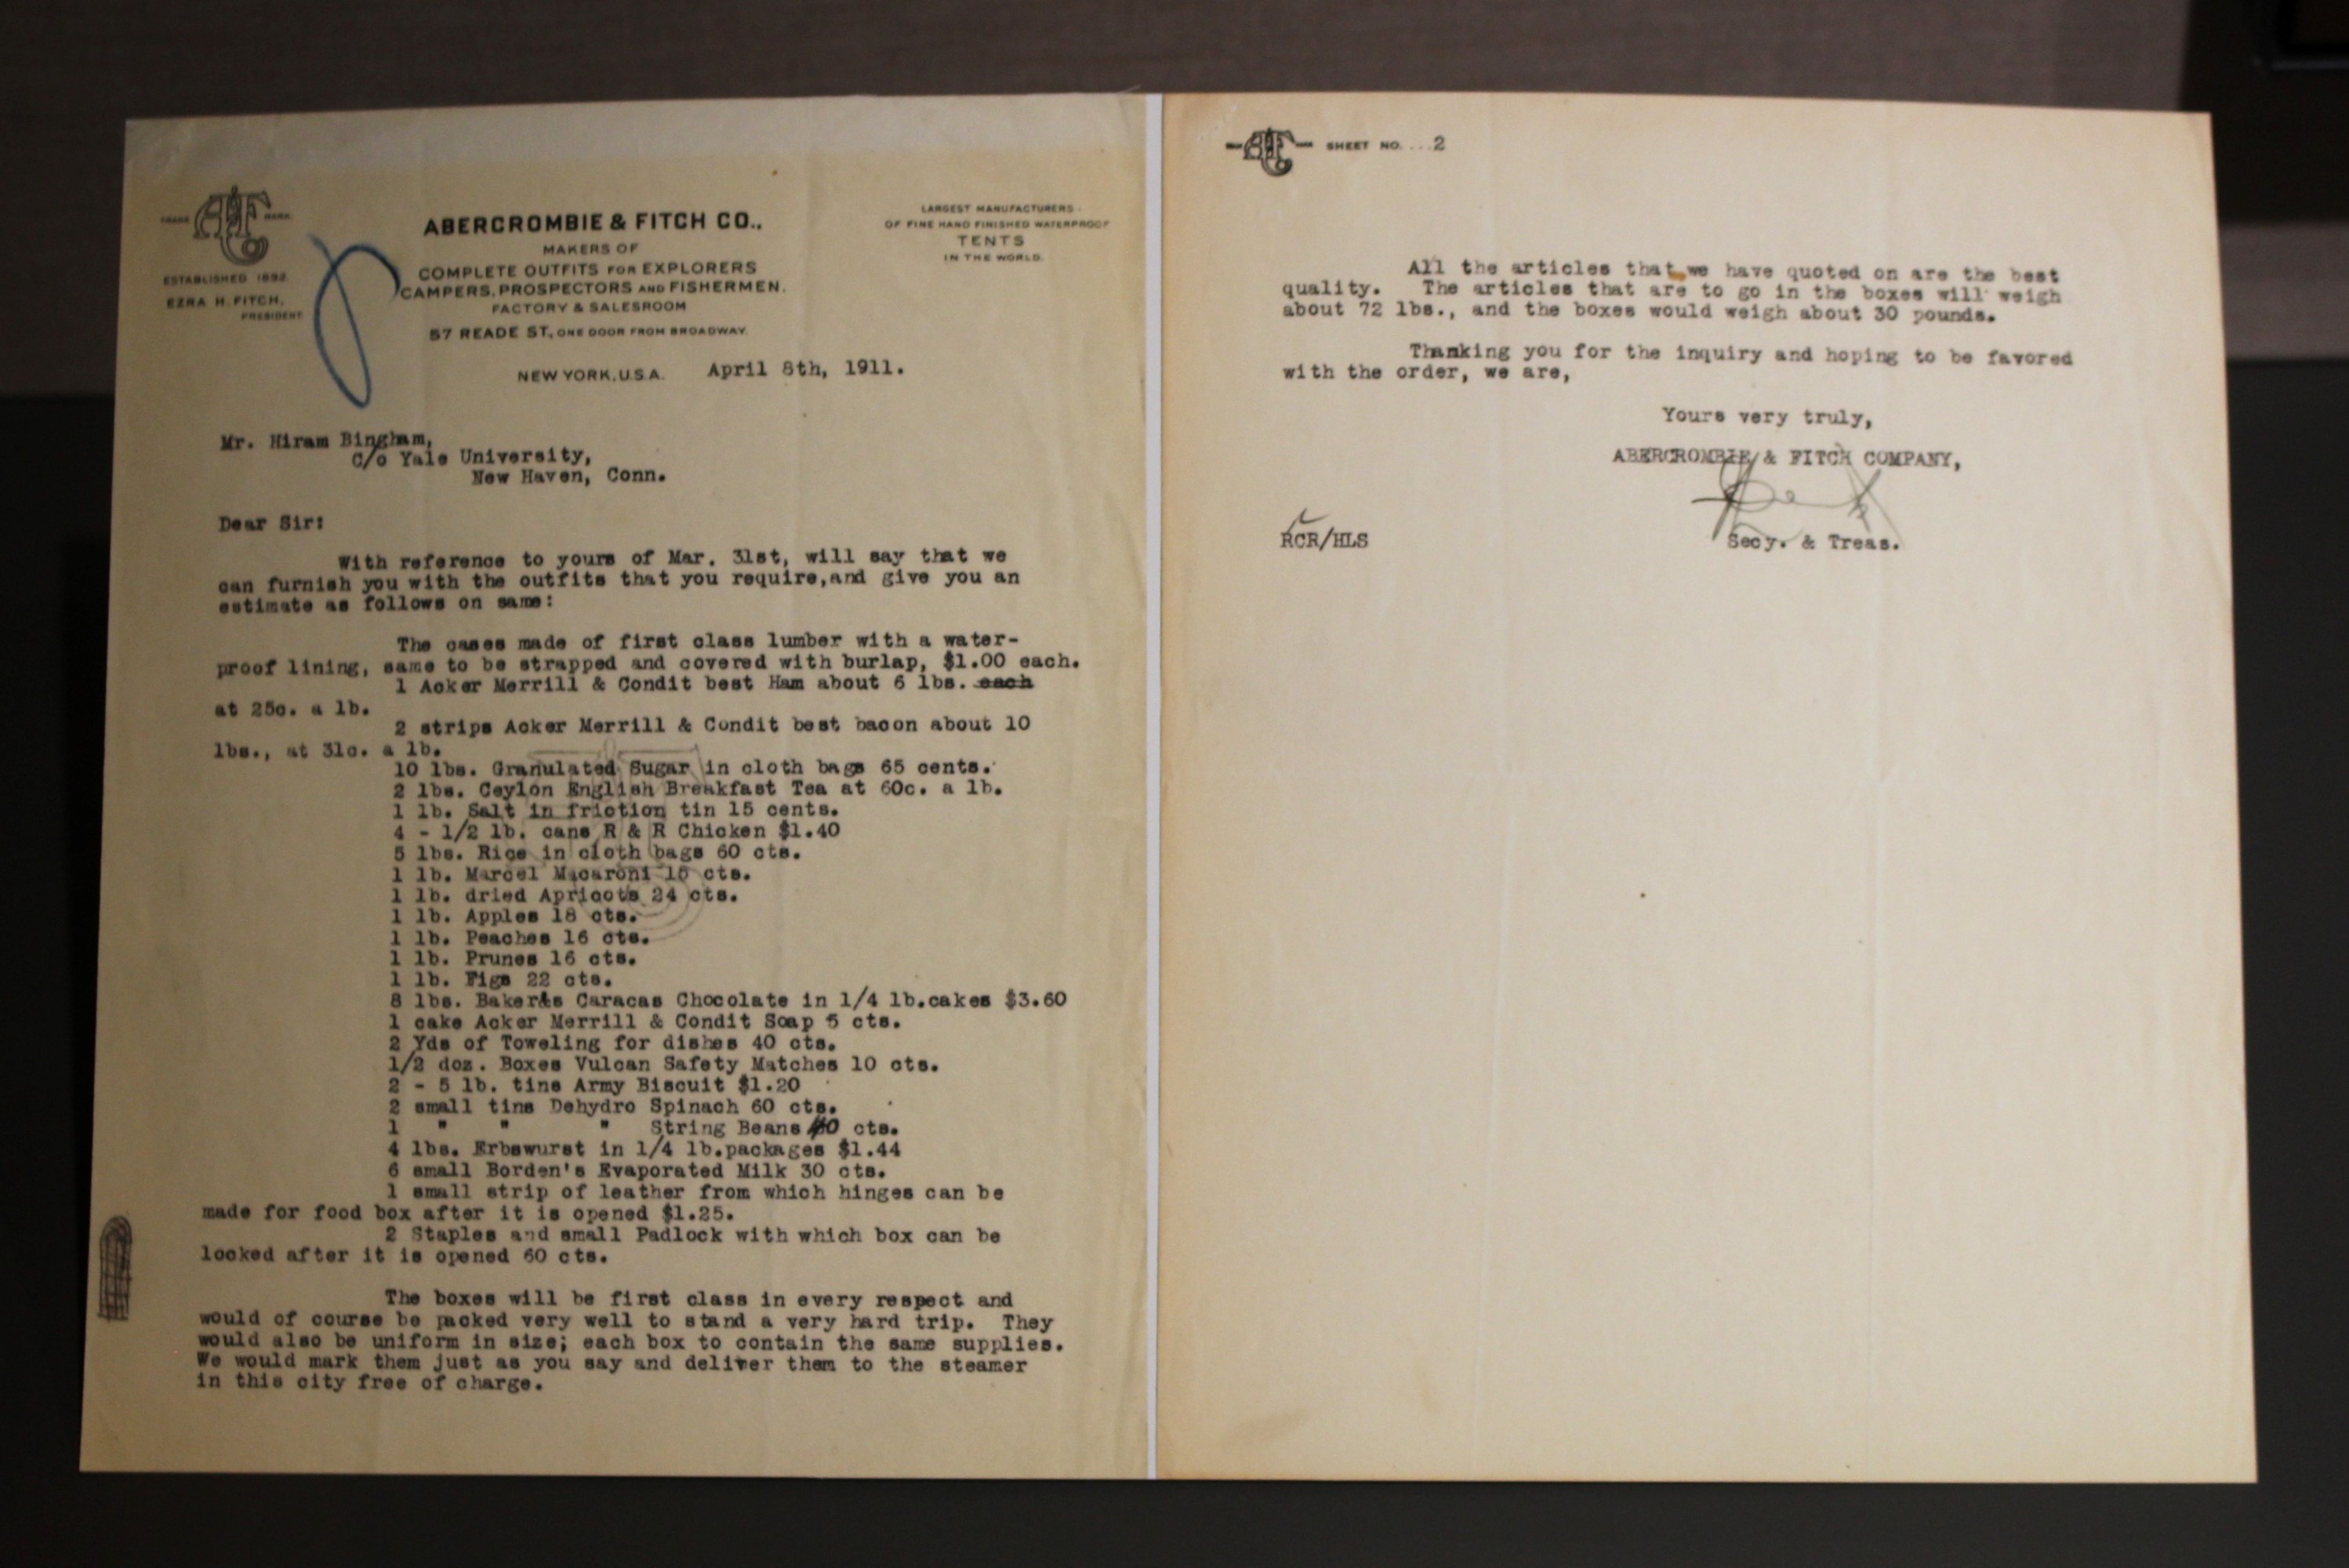 TRADE MARK
ESTABLISHED 1892
EZRA H. FITCH,
PRESIDENT
ABERCROMBIE & FITCH CO.,
MAKERS OF
COMPLETE OUTFITS FOR EXPLORERS
CAMPERS, PROSPECTORS AND FISHERMEN.
FACTORY & SALESROOM
57 READE ST., ONE DOOR FROM BROADWAY.
NEW YORK, U.S.A. April 8th, 1911.
LARGEST MANUFACTURERS
OF FINE HAND FINISHED WATERPROOF
TENTS
IN THE WORLD.
Mr. Hiram Bingham,
C/o Yale University,
New Haven, Conn.
Dear Sir:
With reference to yours of Mar. 31st, will say that we
can furnish you with the outfits that you require,and give you an
estimate as follows on same:
The cases made of first class lumber with a water-
proof lining, same to be strapped and covered with burlap, $1.00 each.
1 Acker Merrill & Condit best Ham about 6 lbs. each
at 25c. a lb.
2 strips Acker Merrill & Condit best bacon about 10
lbs., at 31c. a lb.
10 lbs. Granulated Sugar in cloth bags 65 cents.
2 lbs. Ceylon English Breakfast Tea at 60c. a lb.
1 lb. Salt in friction tin 15 cents.
4 - 1/2 lb. cans R & R Chicken $1.40
5 lbs. Rice in cloth bags 60 cts.
1 lb. Marcel Macaroni 15 cts.
1 lb. dried Apricots 24 cts.
1 lb. Apples 18 cts.
1 lb. Peaches 16 cts.
1 lb. Prunes 16 cts.
1 lb. Figs 22 cts.
8 lbs. Baker's Caracas Chocolate in 1/4 lb.cakes $3.60
1 cake Acker Merrill & Condit Soap 5 cts.
2 Yds of Toweling for dishes 40 cts.
1/2 doz. Boxes Vulcan Safety Matches 10 cts.
2 - 5 lb. tins Army Biscuit $1.20
2 small tins Dehydro Spinach 60 cts.
1 " " " String Beans 40 cts.
4 lbs. Erbswurst in 1/4 lb.packages $1.44
6 small Borden's Evaporated Milk 30 cts.
1 small strip of leather from which hinges can be
made for food box after it is opened $1.25.
2 Staples and small Padlock with which box can be
locked after it is opened 60 cts.
The boxes will be first class in every respect and
would of course be packed very well to stand a very hard trip. They
would also be uniform in size; each box to contain the same supplies.
We would mark them just as you say and deliver them to the steamer
in this city free of charge.
SHEET NO. ...2
All the articles that we have quoted on are the best
quality. The articles that are to go in the boxes will weigh
about 72 lbs., and the boxes would weigh about 30 pounds.
Thanking you for the inquiry and hoping to be favored
with the order, we are,
Yours very truly,
ABERCROMBIE & FITCH COMPANY,
Secy. & Treas.
RCR/HLS